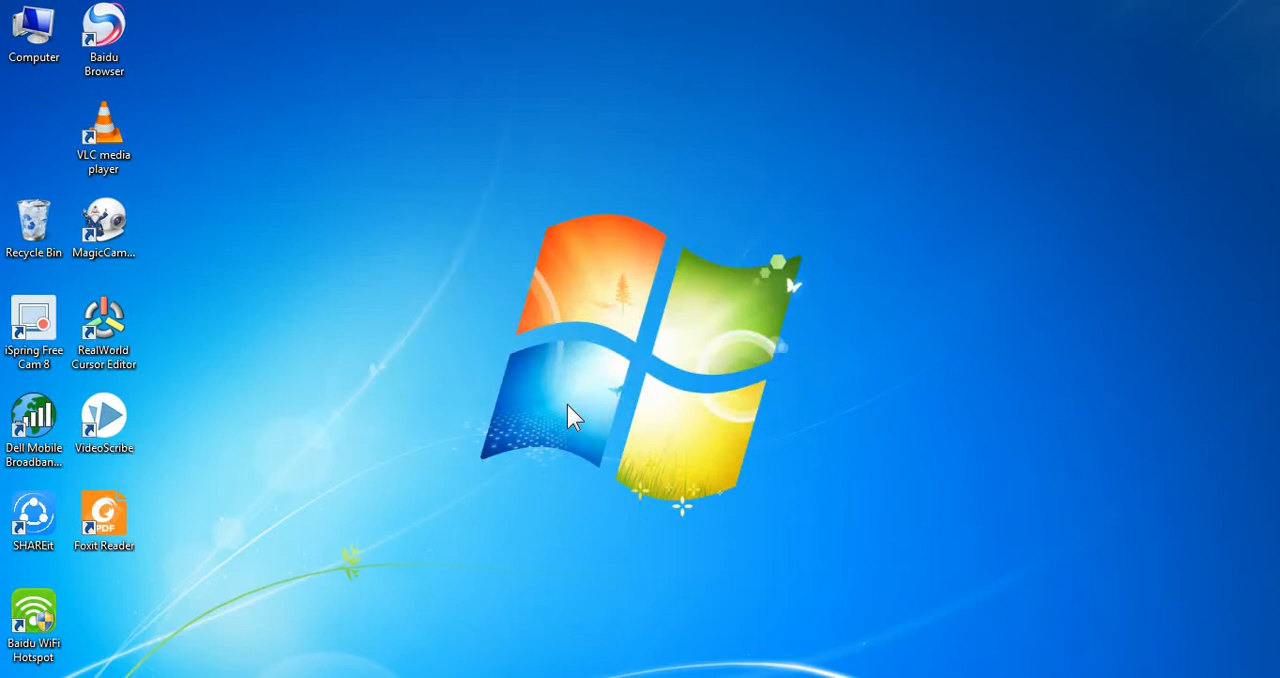 Computer
Baidu
Browser
VLC media
player
Recycle Bin
MagicCam...
iSpring Free
Cam 8
RealWorld
Cursor Editor
Dell Mobile
Broadban...
VideoScribe
SHAREit
Foxit Reader
PDF
Baidu WiFi
Hotspot